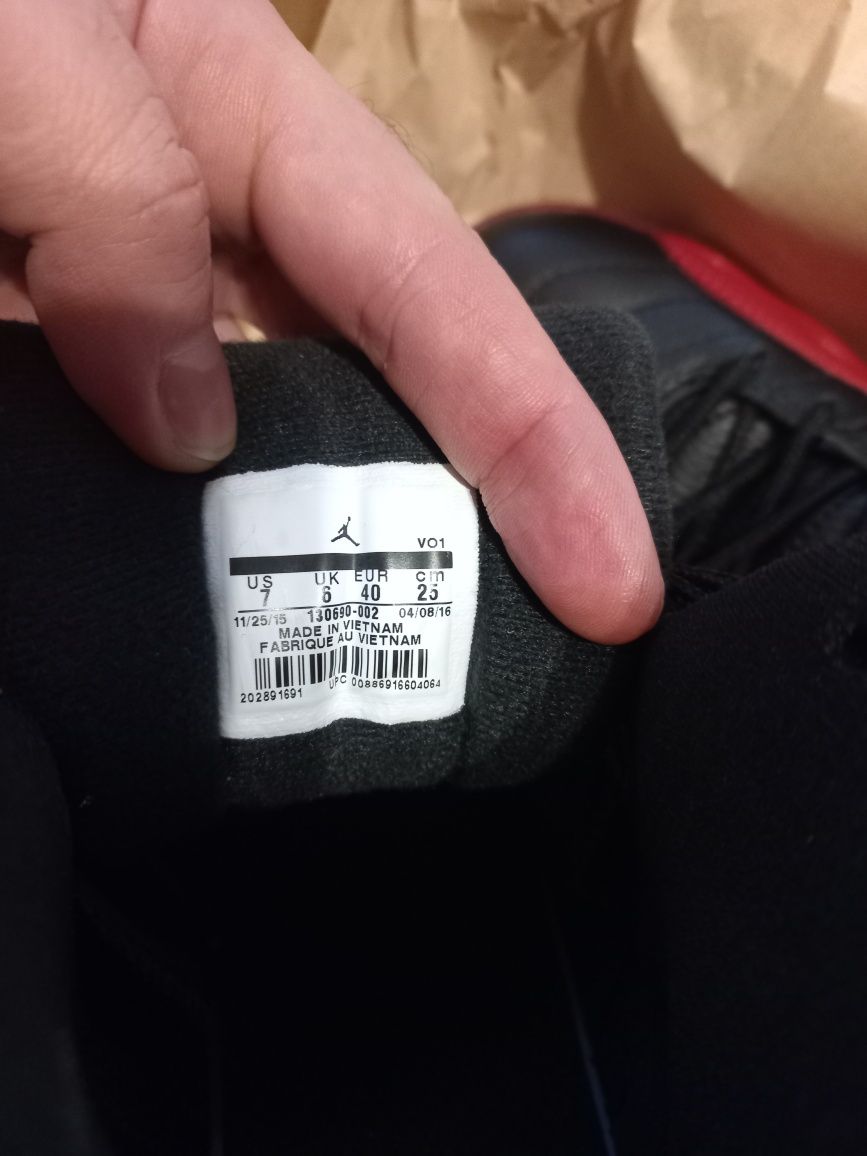 VO1
US UK EUR cm
7 6 40 25
11/25/15 130690-002 04/08/16
MADE IN VIETNAM
FABRIQUE AU VIETNAM
202891691 UPC 00886916604064